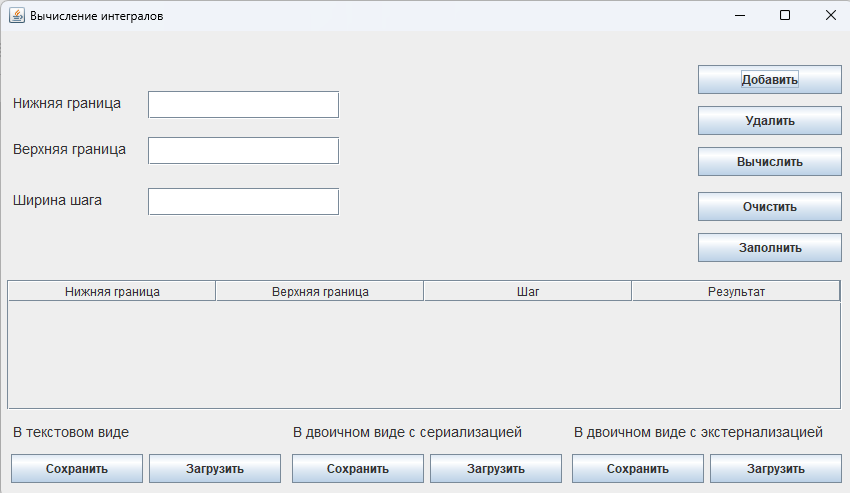 Вычисление интегралов
Добавить
Нижняя граница
Удалить
Верхняя граница
Вычислить
Ширина шага
Очистить
Заполнить
Нижняя граница Верхняя граница Шаг Результат
В текстовом виде В двоичном виде с сериализацией В двоичном виде с экстернализацией
Сохранить Загрузить Сохранить Загрузить Сохранить Загрузить